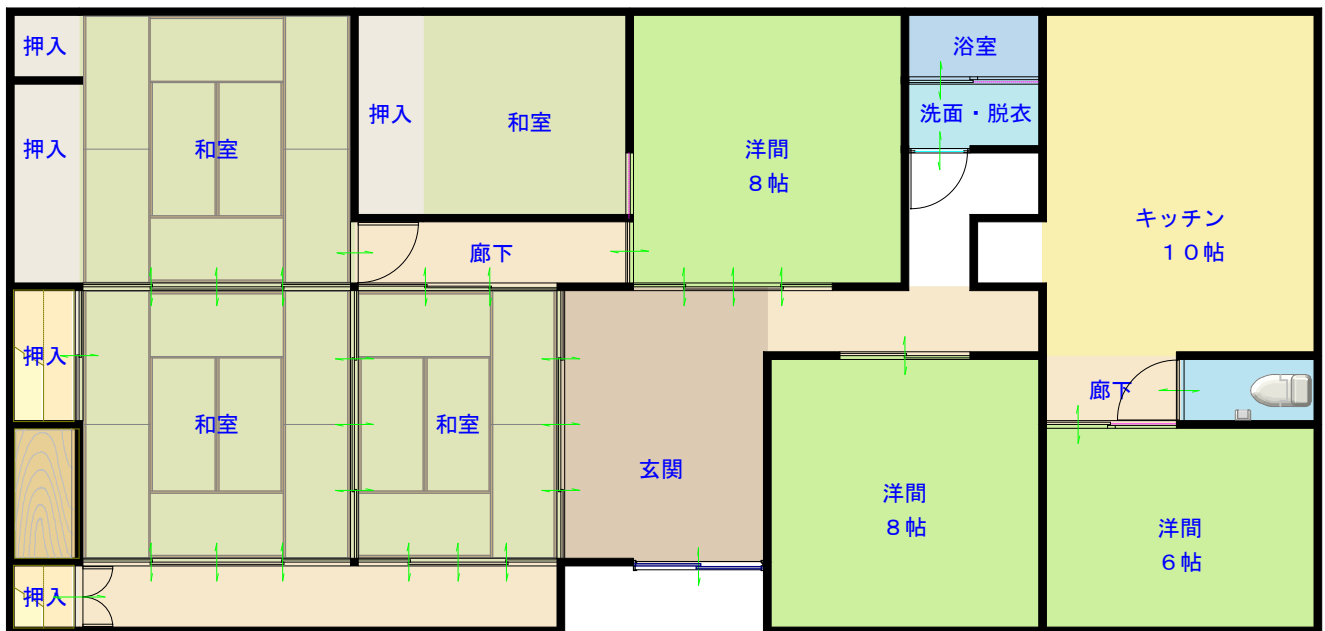 押入
浴室
押入
洗面・脱衣
和室
押入
和室
洋間
８帖
キッチン
１０帖
廊下
押入
廊下
和室
和室
玄関
洋間
８帖
洋間
６帖
押入